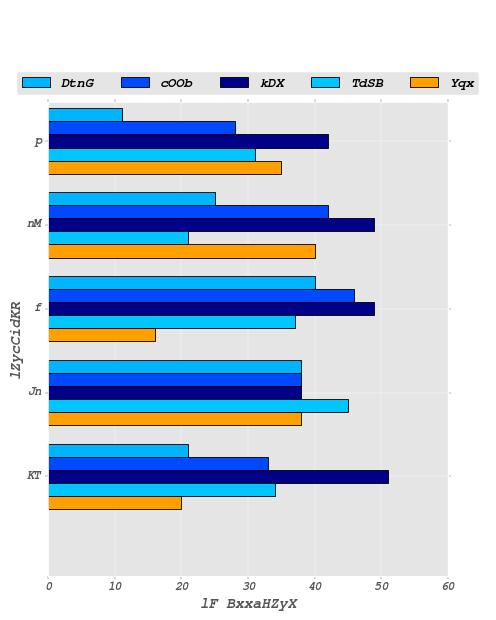 DtnG cOOb kDX TdSB Yqx
p
nM
f
Jn
KT
lZycCidKR
0 10 20 30 40 50 60
lF BxxaHZyX